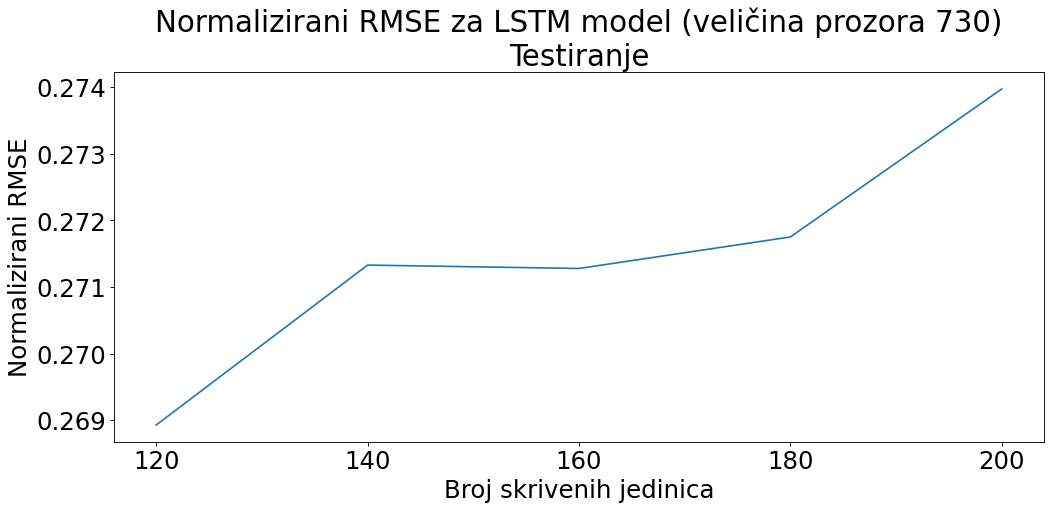 Normalizirani RMSE za LSTM model (veličina prozora 730)
Testiranje
Normalizirani RMSE
0.274
0.273
0.272
0.271
0.270
0.269
120 140 160 180 200
Broj skrivenih jedinica